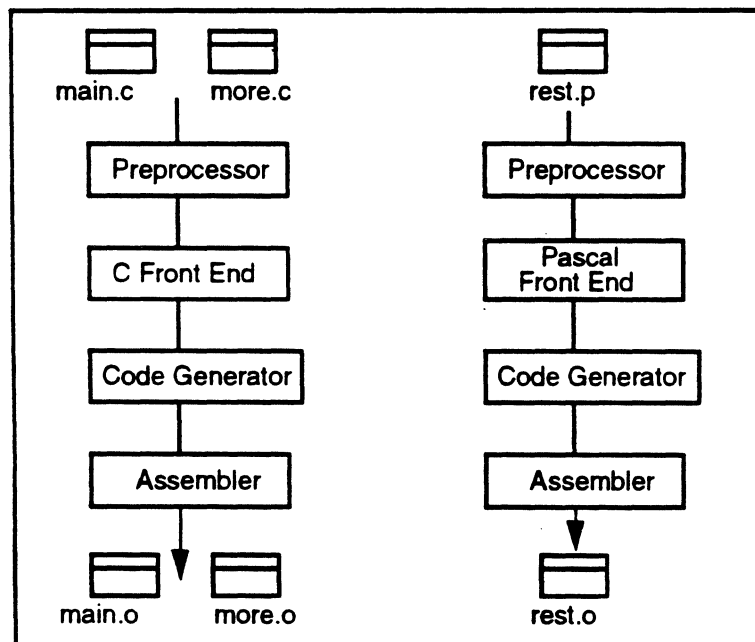 main.c more.c
Preprocessor
C Front End
Code Generator
Assembler
main.o more.o
rest.p
Preprocessor
Pascal
Front End
Code Generator
Assembler
rest.o